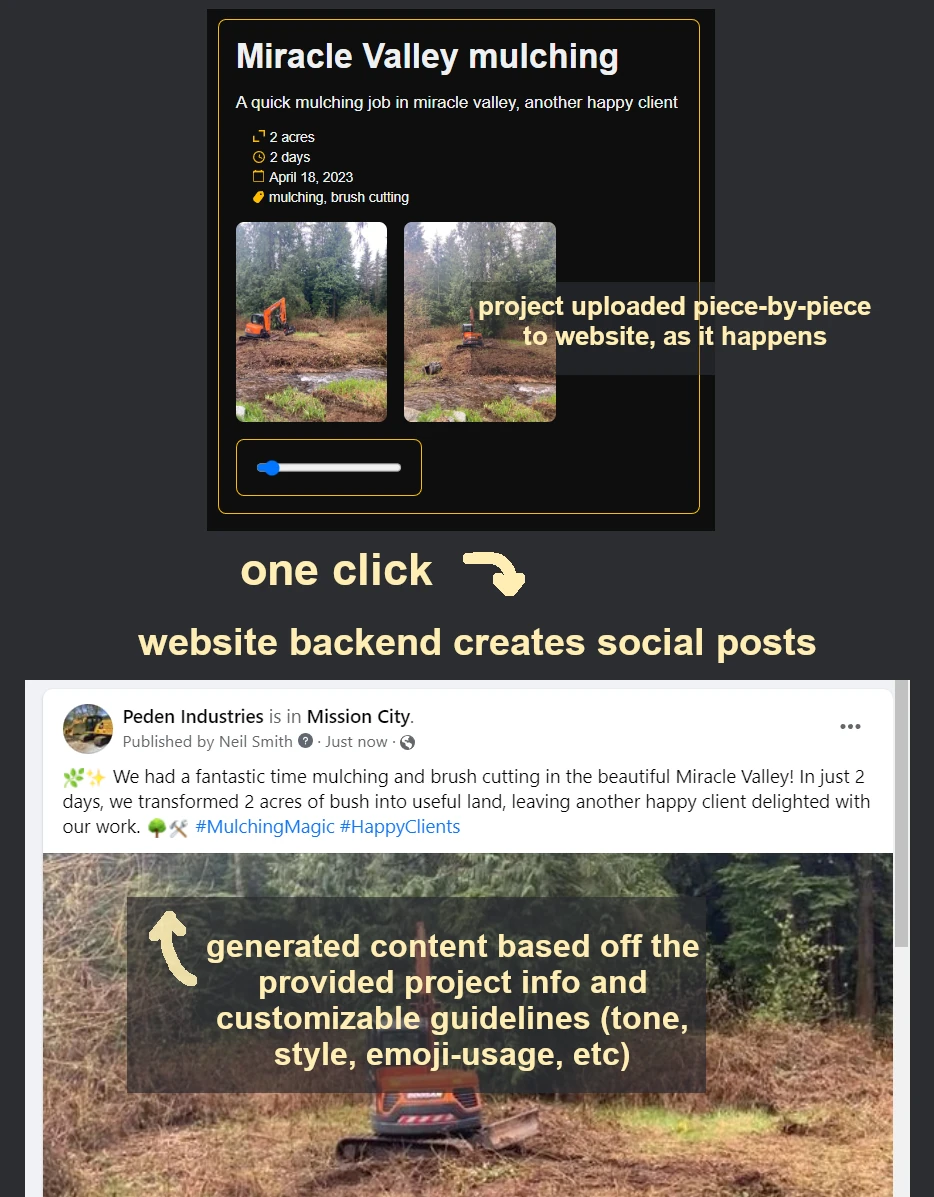 Miracle Valley mulching
A quick mulching job in miracle valley, another happy client
2 acres
2 days
April 18, 2023
mulching, brush cutting
project uploaded piece-by-piece
to website, as it happens
one click
website backend creates social posts
Peden Industries is in Mission City.
Published by Neil Smith · Just now ·
🌿✨ We had a fantastic time mulching and brush cutting in the beautiful Miracle Valley! In just 2
days, we transformed 2 acres of bush into useful land, leaving another happy client delighted with
our work. 🌳⚒️ #MulchingMagic #HappyClients
generated content based off the
provided project info and
customizable guidelines (tone,
style, emoji-usage, etc)
DOOSAN